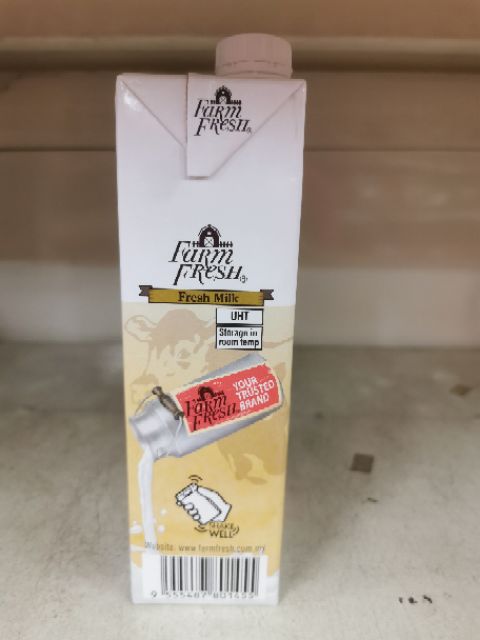 Farm
Fresh®
Farm
Fresh®
Fresh Milk
UHT
Storage in
room temp
Farm
Fresh
YOUR
TRUSTED
BRAND
SHAKE
WELL
Website: www.farmfresh.com.my